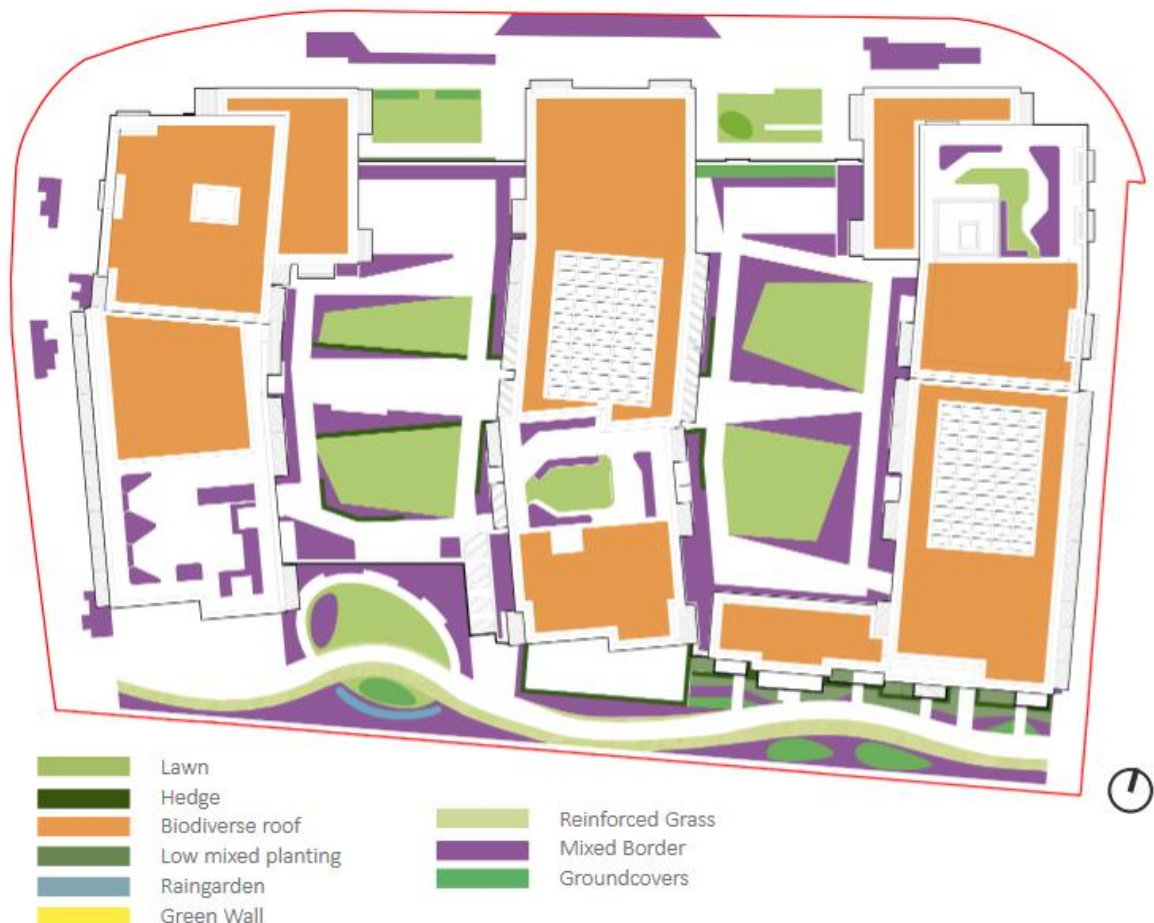 Lawn
Hedge
Biodiverse roof
Low mixed planting
Raingarden
Green Wall
Reinforced Grass
Mixed Border
Groundcovers